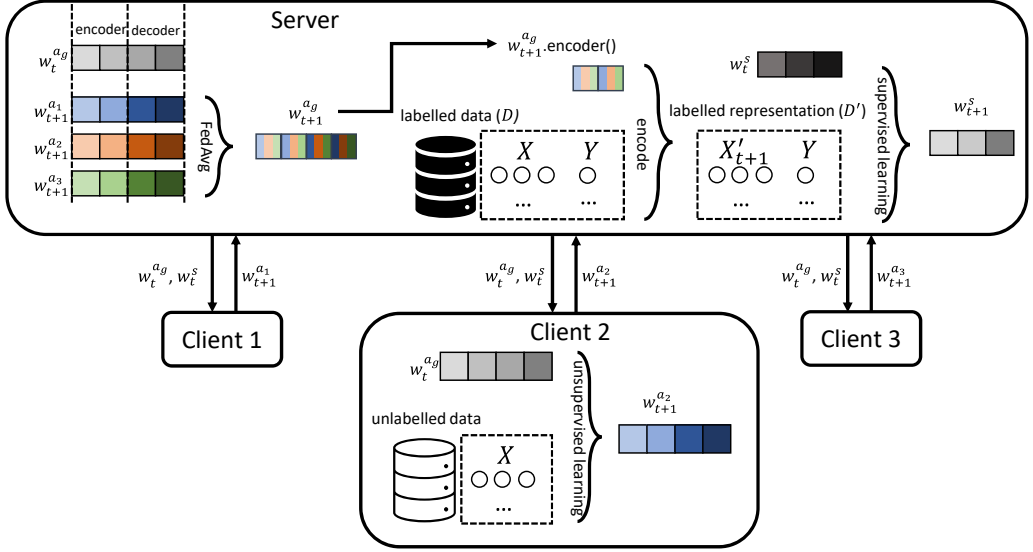 Server
encoder decoder
w_t^{a_g}
w_{t+1}^{a_1}
w_{t+1}^{a_2}
w_{t+1}^{a_3}
FedAvg
w_{t+1}^{a_g}
w_{t+1}^{a_g}.encoder()
labelled data (D)
X Y
... ...
encode
w_t^s
labelled representation (D′)
X′_{t+1} Y
... ...
supervised learning
w_{t+1}^s
w_t^{a_g}, w_t^s
w_{t+1}^{a_1}
w_t^{a_g}, w_t^s
w_{t+1}^{a_2}
w_t^{a_g}, w_t^s
w_{t+1}^{a_3}
Client 1
Client 2
Client 3
w_t^{a_g}
unlabelled data
X
...
unsupervised learning
w_{t+1}^{a_2}